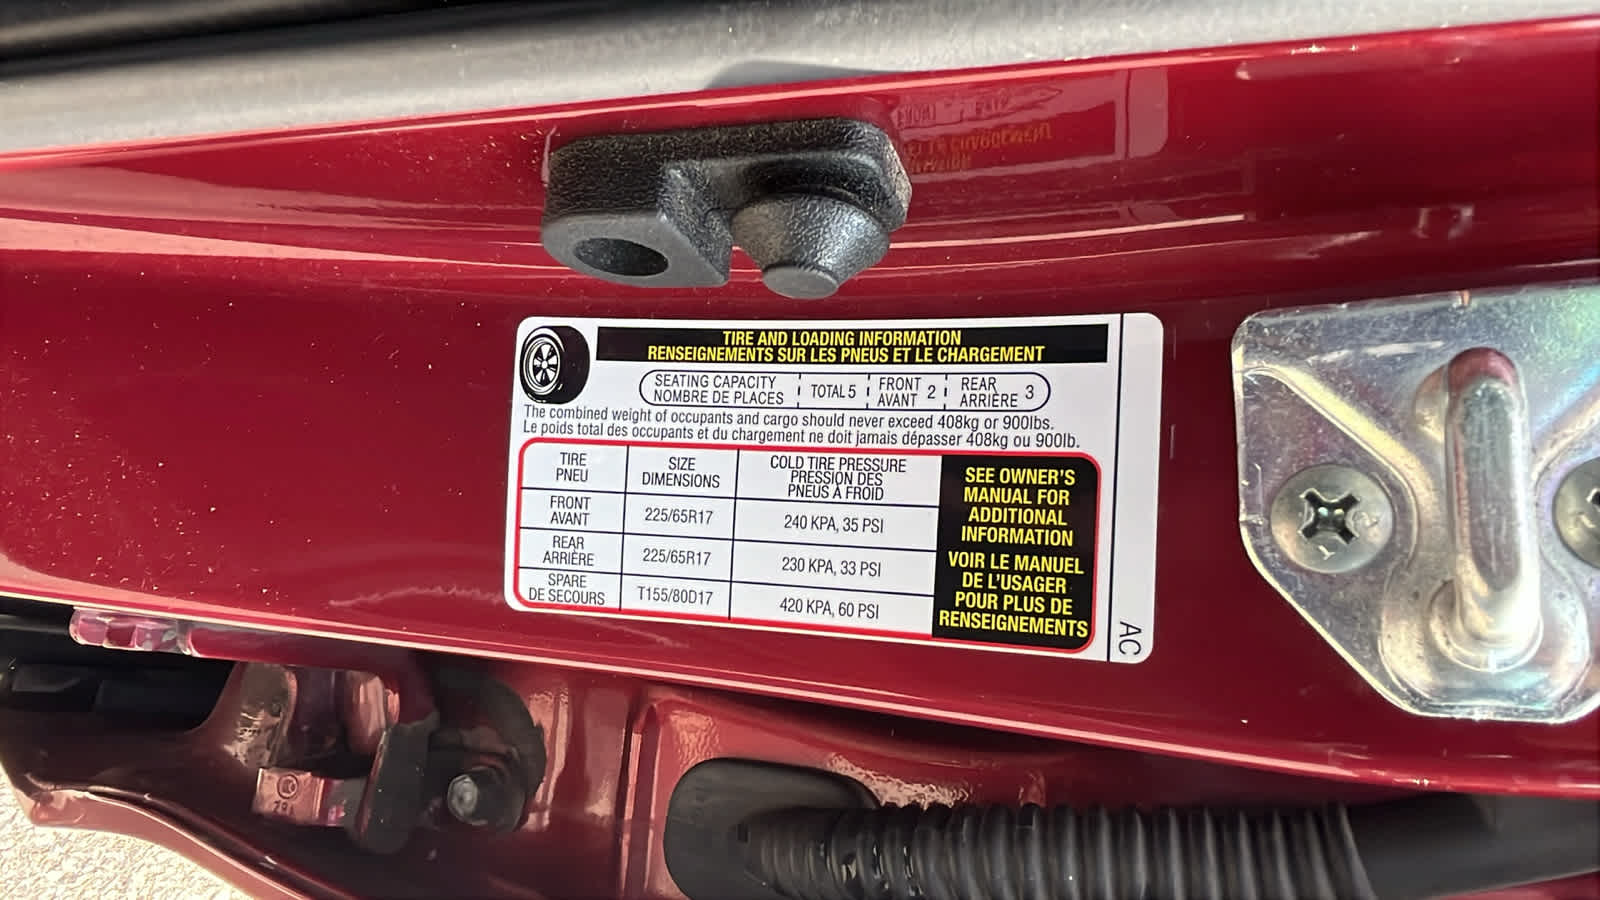 TIRE AND LOADING INFORMATION
RENSEIGNEMENTS SUR LES PNEUS ET LE CHARGEMENT
SEATING CAPACITY
NOMBRE DE PLACES
TOTAL 5
FRONT
AVANT 2
REAR
ARRIÈRE 3
The combined weight of occupants and cargo should never exceed 408kg or 900lbs.
Le poids total des occupants et du chargement ne doit jamais dépasser 408kg ou 900lb.
TIRE
PNEU
SIZE
DIMENSIONS
COLD TIRE PRESSURE
PRESSION DES
PNEUS À FROID
FRONT
AVANT
225/65R17
240 KPA, 35 PSI
REAR
ARRIÈRE
225/65R17
230 KPA, 33 PSI
SPARE
DE SECOURS
T155/80D17
420 KPA, 60 PSI
SEE OWNER'S
MANUAL FOR
ADDITIONAL
INFORMATION
VOIR LE MANUEL
DE L'USAGER
POUR PLUS DE
RENSEIGNEMENTS
AC